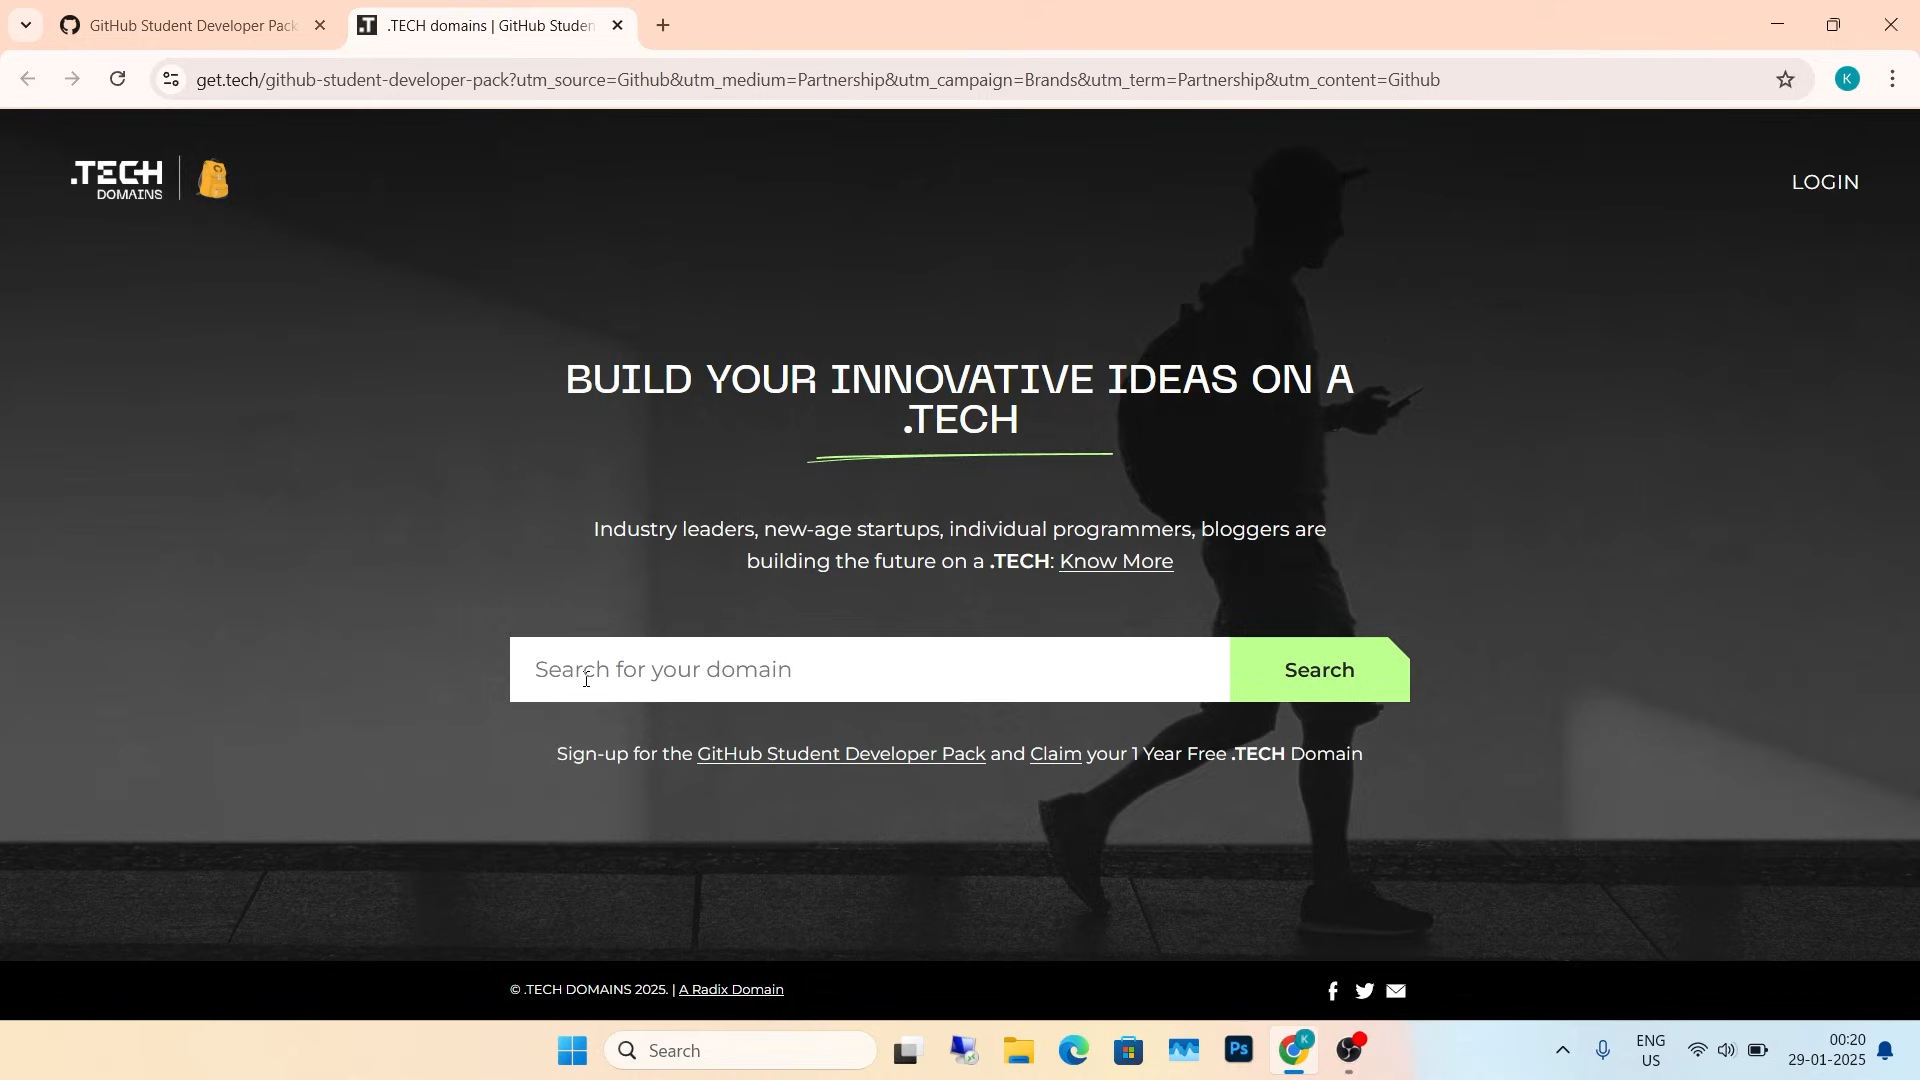 GitHub Student Developer Pack
.TECH domains | GitHub Studen
get.tech/github-student-developer-pack?utm_source=Github&utm_medium=Partnership&utm_campaign=Brands&utm_term=Partnership&utm_content=Github
K
.TECH
DOMAINS
LOGIN
BUILD YOUR INNOVATIVE IDEAS ON A
.TECH
Industry leaders, new-age startups, individual programmers, bloggers are
building the future on a .TECH: Know More
Search for your domain
Search
Sign-up for the GitHub Student Developer Pack and Claim your 1 Year Free .TECH Domain
© .TECH DOMAINS 2025. | A Radix Domain
Search
Ps
K
ENG
US
00:20
29-01-2025